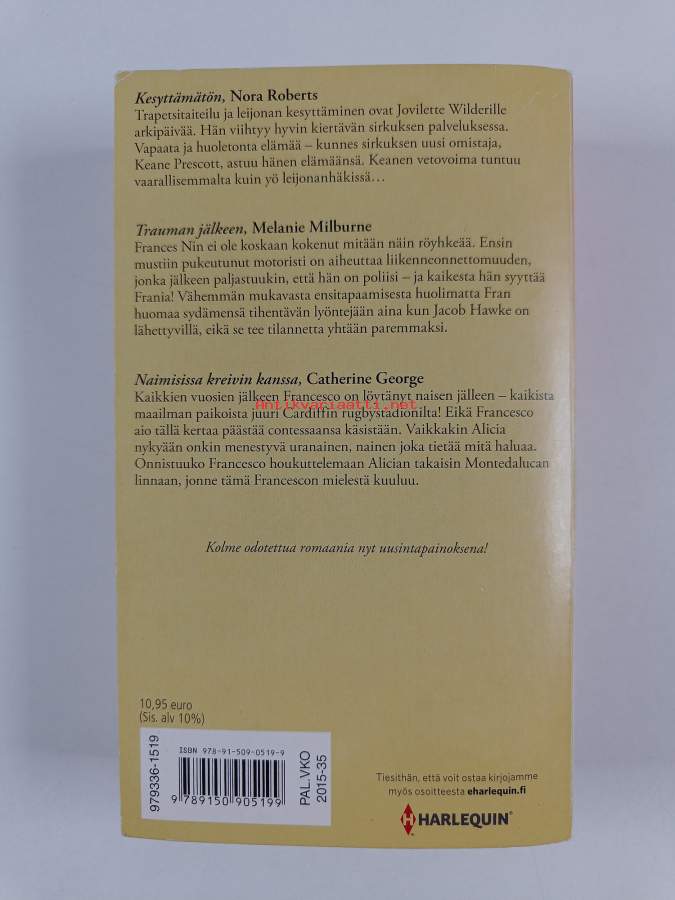 Kesyttämätön, Nora Roberts
Trapetsitaiteilu ja leijonan kesyttäminen ovat Jovilette Wilderille
arkipäivää. Hän viihtyy hyvin kiertävän sirkuksen palveluksessa.
Vapaata ja huoletonta elämää – kunnes sirkuksen uusi omistaja,
Keane Prescott, astuu hänen elämäänsä. Keanen vetovoima tuntuu
vaarallisemmalta kuin yö leijonanhäkissä…
Trauman jälkeen, Melanie Milburne
Frances Nin ei ole koskaan kokenut mitään näin röyhkeää. Ensin
mustiin pukeutunut motoristi on aiheuttaa liikenneonnettomuuden,
jonka jälkeen paljastuukin, että hän on poliisi – ja kaikesta hän syyttää
Frania! Vähemmän mukavasta ensitapaamisesta huolimatta Fran
huomaa sydämensä tihentävän lyöntejään aina kun Jacob Hawke on
lähettyvillä, eikä se tee tilannetta yhtään paremmaksi.
Naimisissa kreivin kanssa, Catherine George
Kaikkien vuosien jälkeen Francesco on löytänyt naisen jälleen – kaikista
Antikvariaatti.net
maailman paikoista juuri Cardiffin rugbystadionilta! Eikä Francesco
aio tällä kertaa päästää contessaansa käsistään. Vaikkakin Alicia
nykyään onkin menestyvä uranainen, nainen joka tietää mitä haluaa.
Onnistuuko Francesco houkuttelemaan Alician takaisin Montedalucan
linnaan, jonne tämä Francescon mielestä kuuluu.
Kolme odotettua romaania nyt uusintapainoksena!
10,95 euro
(Sis. alv 10%)
979336-1519
ISBN 978-91-509-0519-9
9 789150 905199
PAL.VKO
2015-35
Tiesithän, että voit ostaa kirjojamme
myös osoitteesta eharlequin.fi
H HARLEQUIN®